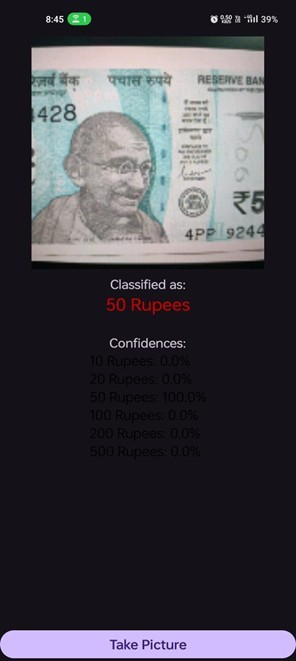 8:45
1
39%
रिज़र्व बैंक
पचास रुपये
RESERVE BAN
428
₹5
4PP 9244
Classified as:
50 Rupees
Confidences:
10 Rupees: 0.0%
20 Rupees: 0.0%
50 Rupees: 100.0%
100 Rupees: 0.0%
200 Rupees: 0.0%
500 Rupees: 0.0%
Take Picture